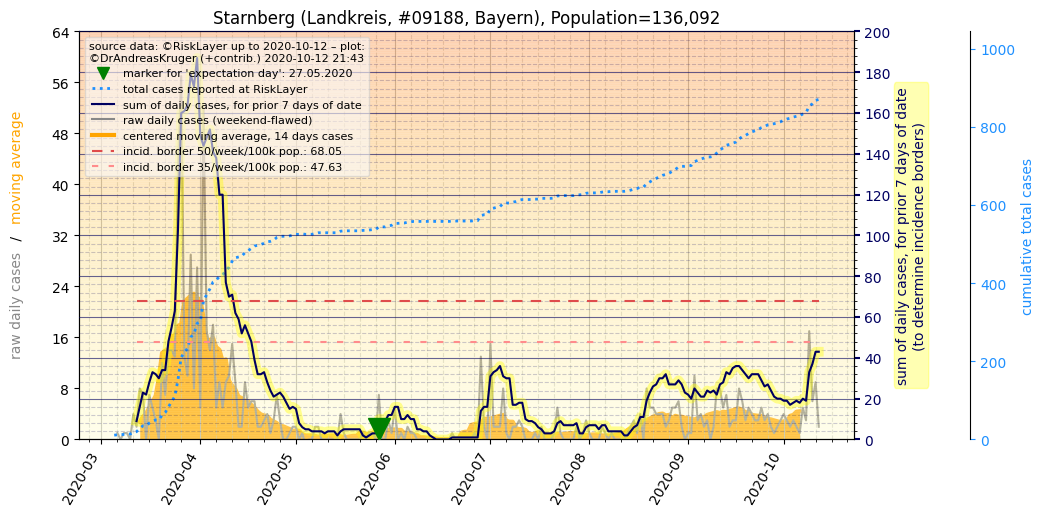 Starnberg (Landkreis, #09188, Bayern), Population=136,092
source data: ©RiskLayer up to 2020-10-12 – plot:
©DrAndreasKruger (+contrib.) 2020-10-12 21:43
marker for 'expectation day': 27.05.2020
total cases reported at RiskLayer
sum of daily cases, for prior 7 days of date
raw daily cases (weekend-flawed)
centered moving average, 14 days cases
incid. border 50/week/100k pop.: 68.05
incid. border 35/week/100k pop.: 47.63
raw daily cases / moving average
64
56
48
40
32
24
16
8
0
200
180
160
140
120
100
80
60
40
20
0
sum of daily cases, for prior 7 days of date
(to determine incidence borders)
1000
800
600
400
200
0
cumulative total cases
2020-03
2020-04
2020-05
2020-06
2020-07
2020-08
2020-09
2020-10